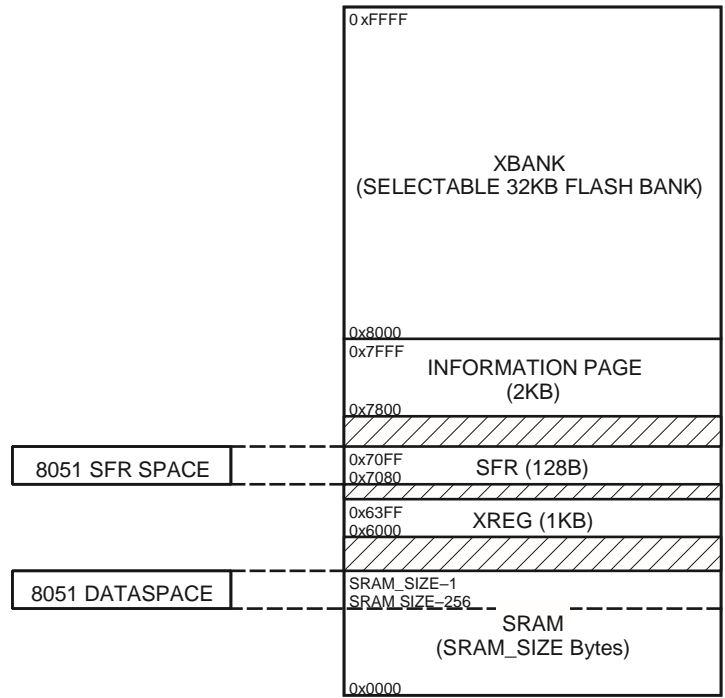 0xFFFF
XBANK
(SELECTABLE 32KB FLASH BANK)
0x8000
0x7FFF
INFORMATION PAGE
(2KB)
0x7800
8051 SFR SPACE
0x70FF
0x7080
SFR (128B)
0x63FF
0x6000
XREG (1KB)
8051 DATASPACE
SRAM_SIZE–1
SRAM_SIZE–256
SRAM
(SRAM_SIZE Bytes)
0x0000